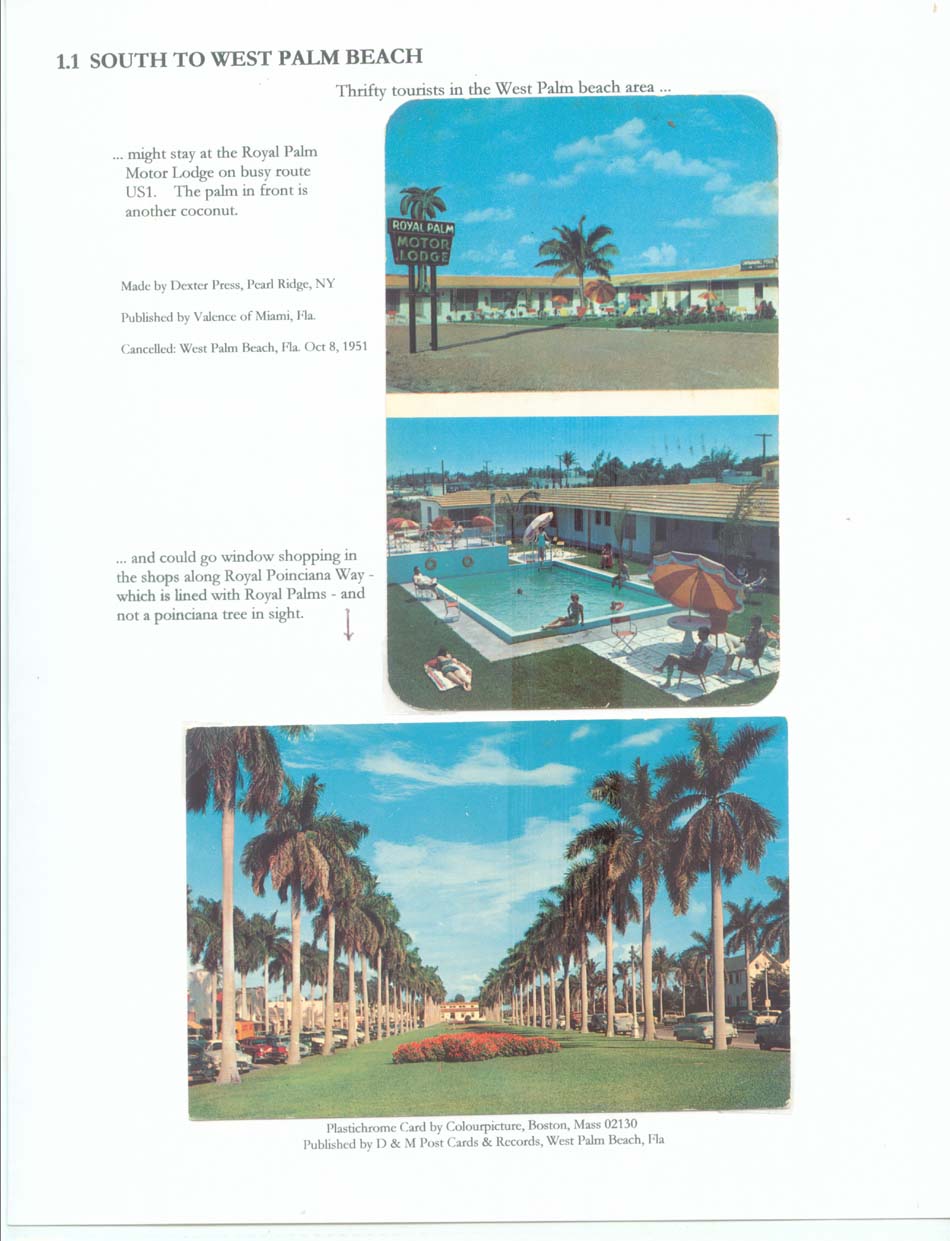 1.1 SOUTH TO WEST PALM BEACH
Thrifty tourists in the West Palm beach area ...
... might stay at the Royal Palm
Motor Lodge on busy route
US1. The palm in front is
another coconut.
Made by Dexter Press, Pearl Ridge, NY
Published by Valence of Miami, Fla.
Cancelled: West Palm Beach, Fla. Oct 8, 1951
ROYAL PALM
MOTOR
LODGE
... and could go window shopping in
the shops along Royal Poinciana Way -
which is lined with Royal Palms - and
not a poinciana tree in sight.
Plastichrome Card by Colourpicture, Boston, Mass 02130
Published by D & M Post Cards & Records, West Palm Beach, Fla